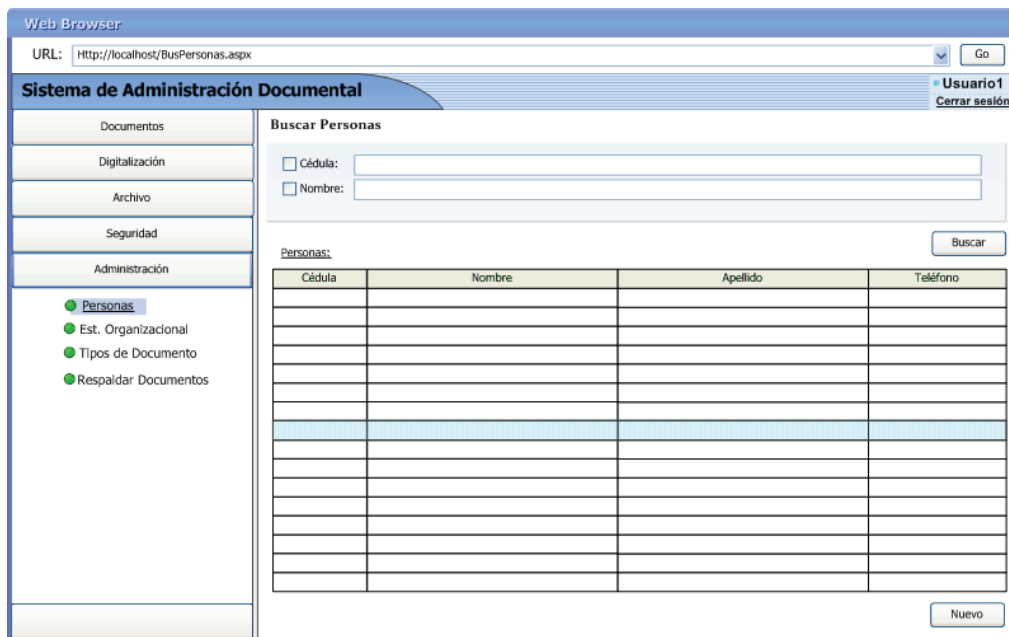 Web Browser
URL: Http://localhost/BusPersonas.aspx Go
Sistema de Administración Documental
Usuario1
Cerrar sesión
Documentos
Digitalización
Archivo
Seguridad
Administración
Personas
Est. Organizacional
Tipos de Documento
Respaldar Documentos
Buscar Personas
Cédula:
Nombre:
Buscar
Personas:
Cédula Nombre Apellido Teléfono
Nuevo